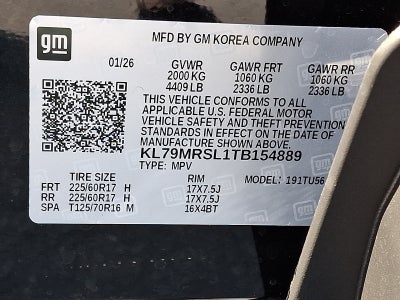 gm
MFD BY GM KOREA COMPANY
01/26 GVWR GAWR FRT GAWR RR
2000 KG 1060 KG 1060 KG
4409 LB 2336 LB 2336 LB
THIS VEHICLE CONFORMS TO ALL
APPLICABLE U.S. FEDERAL MOTOR
VEHICLE SAFETY AND THEFT PREVENTION
STANDARDS IN EFFECT ON THE DATE OF
MANUFACTURE SHOWN ABOVE.
KL79MRSL1TB154889
TYPE: MPV MODEL: 191TU56
TIRE SIZE RIM
FRT 225/60R17 H 17X7.5J
RR 225/60R17 H 17X7.5J
SPA T125/70R16 M 16X4BT